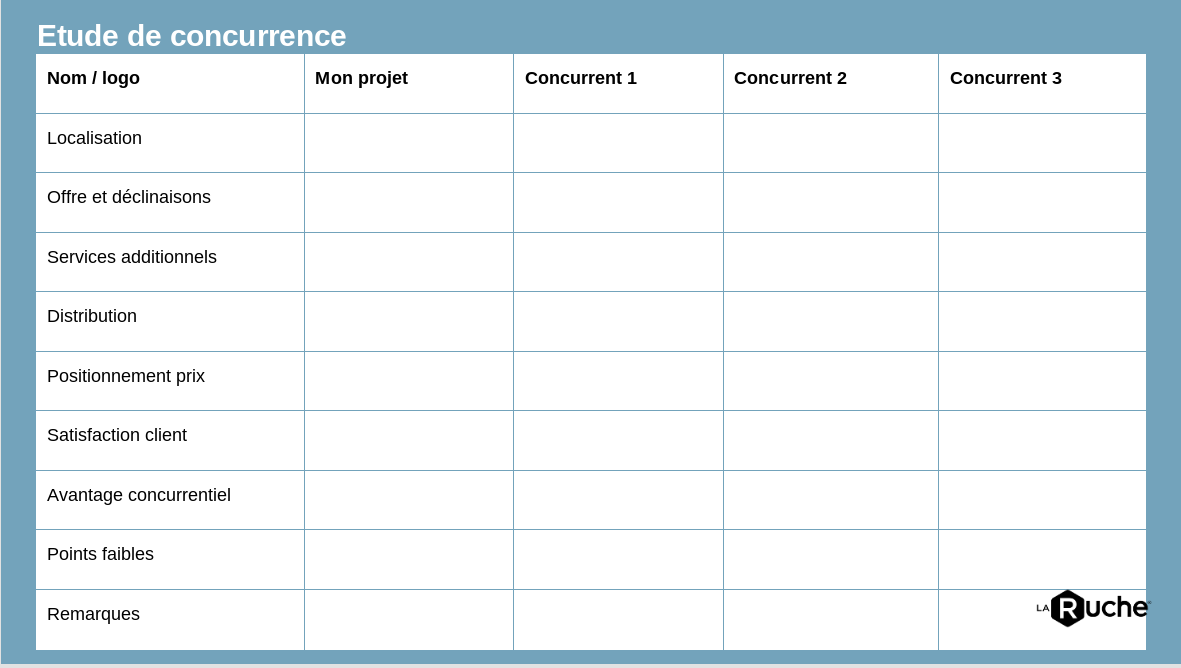 Etude de concurrence
Nom / logo Mon projet Concurrent 1 Concurrent 2 Concurrent 3
Localisation
Offre et déclinaisons
Services additionnels
Distribution
Positionnement prix
Satisfaction client
Avantage concurrentiel
Points faibles
Remarques
LA Ruche